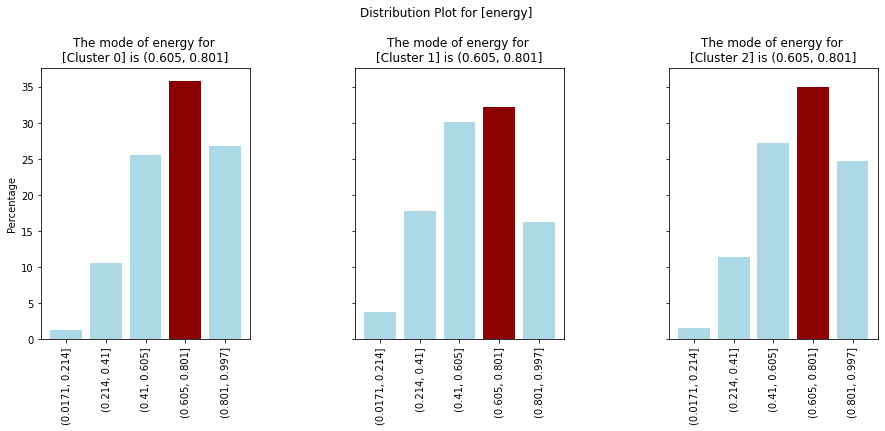 Distribution Plot for [energy]
The mode of energy for
[Cluster 0] is (0.605, 0.801]
The mode of energy for
[Cluster 1] is (0.605, 0.801]
The mode of energy for
[Cluster 2] is (0.605, 0.801]
Percentage
35
30
25
20
15
10
5
0
(0.0171, 0.214]
(0.214, 0.41]
(0.41, 0.605]
(0.605, 0.801]
(0.801, 0.997]
(0.0171, 0.214]
(0.214, 0.41]
(0.41, 0.605]
(0.605, 0.801]
(0.801, 0.997]
(0.0171, 0.214]
(0.214, 0.41]
(0.41, 0.605]
(0.605, 0.801]
(0.801, 0.997]